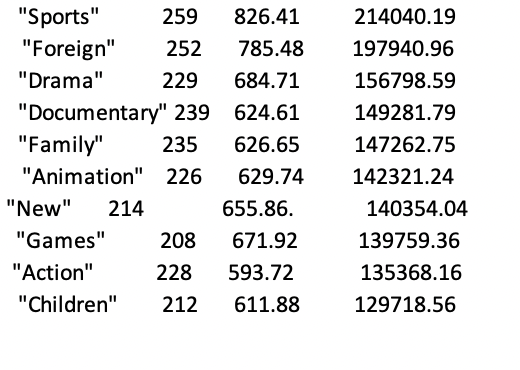 "Sports" 259 826.41 214040.19
"Foreign" 252 785.48 197940.96
"Drama" 229 684.71 156798.59
"Documentary" 239 624.61 149281.79
"Family" 235 626.65 147262.75
"Animation" 226 629.74 142321.24
"New" 214 655.86. 140354.04
"Games" 208 671.92 139759.36
"Action" 228 593.72 135368.16
"Children" 212 611.88 129718.56